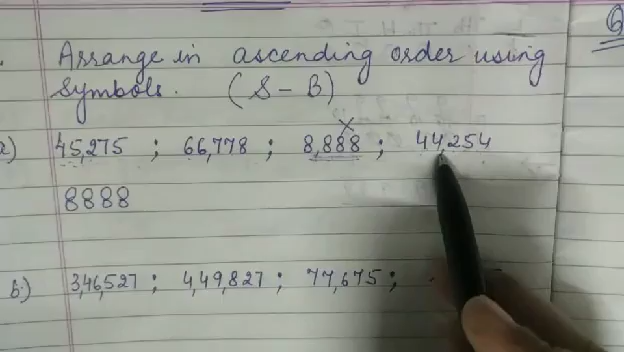 Arrange in ascending order using
symbols. (S - B)
a) 45,275 ; 66,778 ; 8,888 ; 44,254
8888
b) 3,46,527 ; 4,49,827 ; 77,675 ;